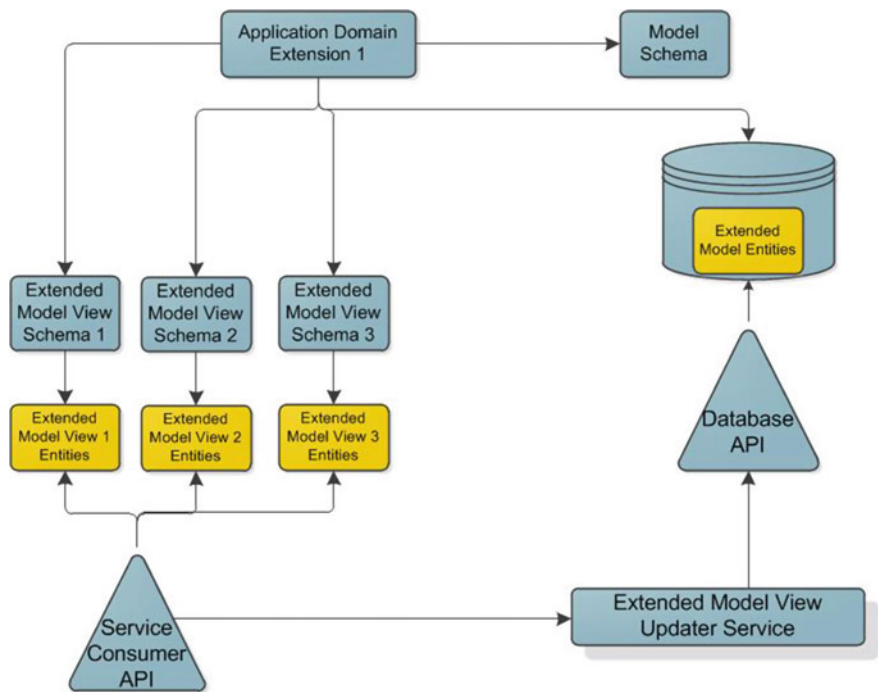 Application Domain
Extension 1
Model
Schema
Extended
Model Entities
Extended
Model View
Schema 1
Extended
Model View
Schema 2
Extended
Model View
Schema 3
Extended
Model View 1
Entities
Extended
Model View 2
Entities
Extended
Model View 3
Entities
Database
API
Service
Consumer
API
Extended Model View
Updater Service